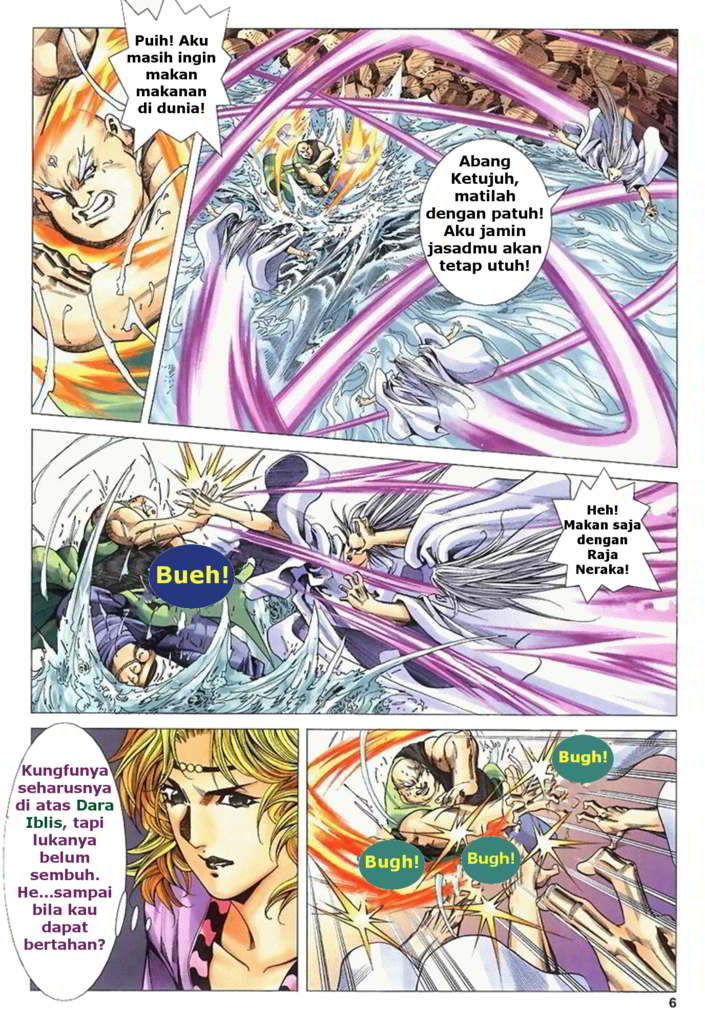 Puih! Aku
masih ingin
makan
makanan
di dunia!
Abang
Ketujuh,
matilah
dengan patuh!
Aku jamin
jasadmu akan
tetap utuh!
Heh!
Makan saja
dengan
Raja
Neraka!
Bueh!
Kungfunya
seharusnya
di atas Dara
Iblis, tapi
lukanya
belum
sembuh.
He...sampai
bila kau
dapat
bertahan?
Bugh!
Bugh!
Bugh!
6